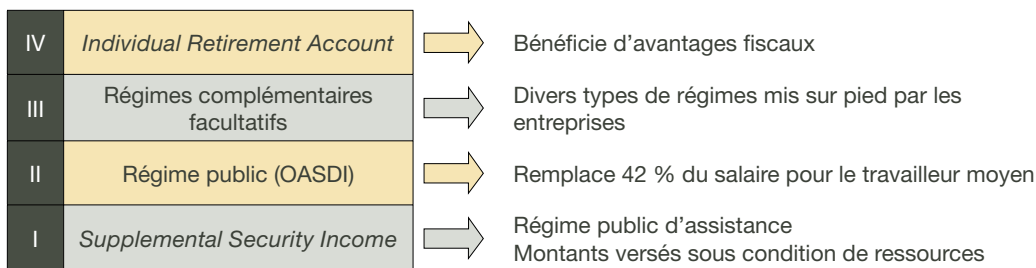 IV Individual Retirement Account Bénéficie d'avantages fiscaux
III Régimes complémentaires facultatifs Divers types de régimes mis sur pied par les entreprises
II Régime public (OASDI) Remplace 42 % du salaire pour le travailleur moyen
I Supplemental Security Income Régime public d'assistance
Montants versés sous condition de ressources